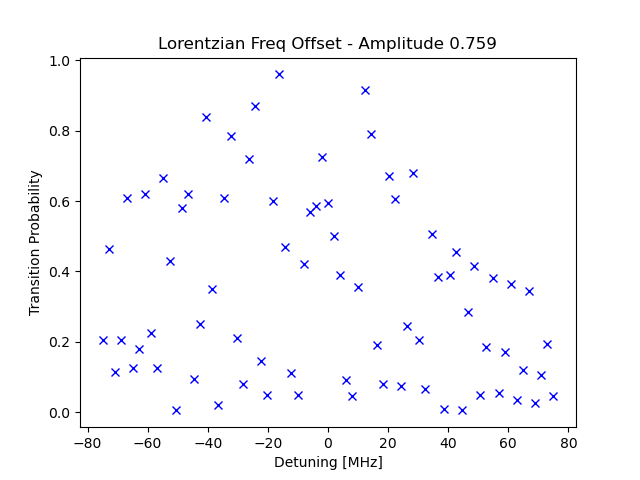 Lorentzian Freq Offset - Amplitude 0.759
1.0
0.8
0.6
0.4
0.2
0.0
Transition Probability
−80 −60 −40 −20 0 20 40 60 80
Detuning [MHz]